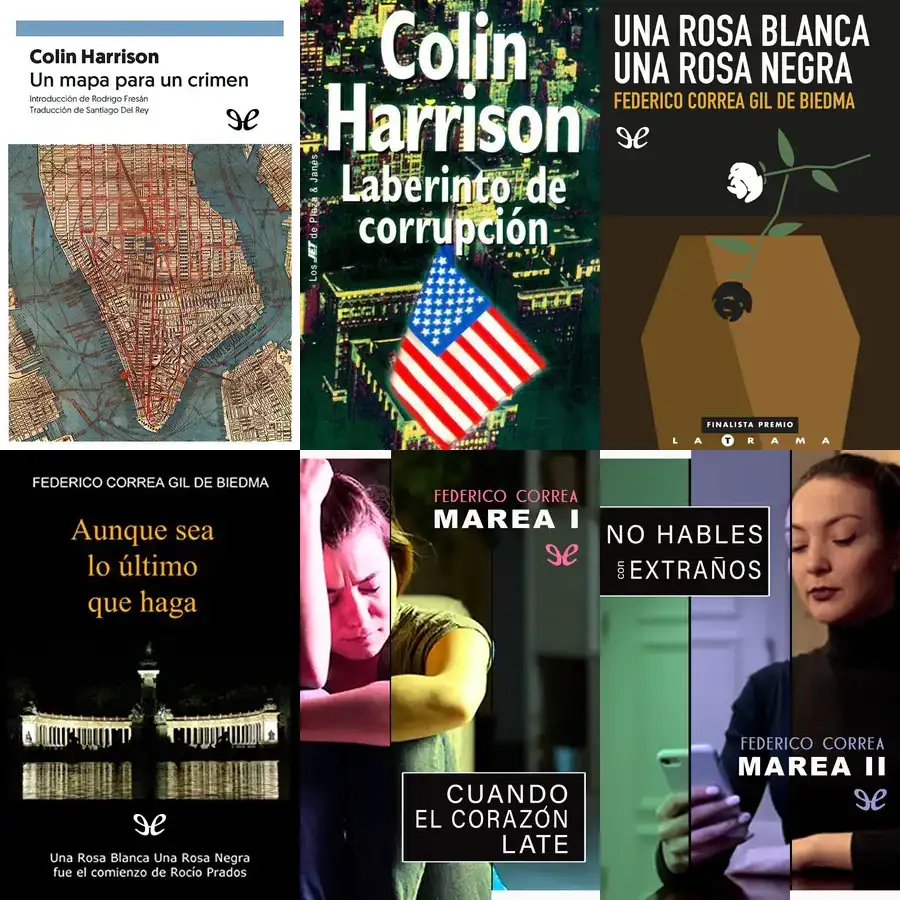 Colin Harrison
Un mapa para un crimen
Introducción de Rodrigo Fresán
Traducción de Santiago Del Rey
Colin
Harrison
Laberinto de
corrupción
Los JET de Plaza & Janés
UNA ROSA BLANCA
UNA ROSA NEGRA
FEDERICO CORREA GIL DE BIEDMA
FINALISTA PREMIO
LA TRAMA
FEDERICO CORREA GIL DE BIEDMA
Aunque sea
lo último
que haga
Una Rosa Blanca Una Rosa Negra
fue el comienzo de Rocío Prados
FEDERICO CORREA
MAREA I
CUANDO
EL CORAZÓN
LATE
NO HABLES
con EXTRAÑOS
FEDERICO CORREA
MAREA II